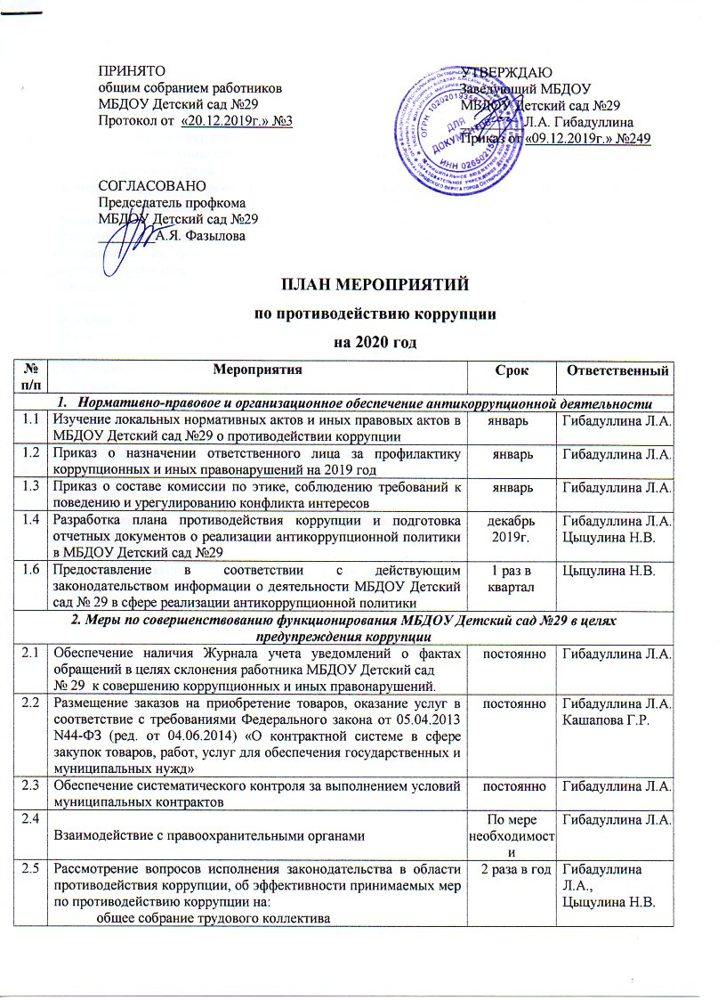 ПРИНЯТО
общим собранием работников
МБДОУ Детский сад №29
Протокол от «20.12.2019г.» №3
УТВЕРЖДАЮ
Заведующий МБДОУ
МБДОУ Детский сад №29
Л.А. Гибадуллина
Приказ от «09.12.2019г.» №249
ДЛЯ
ДОКУМЕНТОВ
СОГЛАСОВАНО
Председатель профкома
МБДОУ Детский сад №29
________А.Я. Фазылова
ПЛАН МЕРОПРИЯТИЙ
по противодействию коррупции
на 2020 год
№ Мероприятия Срок Ответственный
п/п
1. Нормативно-правовое и организационное обеспечение антикоррупционной деятельности
1.1 Изучение локальных нормативных актов и иных правовых актов в январь Гибадуллина Л.А.
МБДОУ Детский сад №29 о противодействии коррупции
1.2 Приказ о назначении ответственного лица за профилактику январь Гибадуллина Л.А.
коррупционных и иных правонарушений на 2019 год
1.3 Приказ о составе комиссии по этике, соблюдению требований к январь Гибадуллина Л.А.
поведению и урегулированию конфликта интересов
1.4 Разработка плана противодействия коррупции и подготовка декабрь Гибадуллина Л.А.
отчетных документов о реализации антикоррупционной политики 2019г. Цыцулина Н.В.
в МБДОУ Детский сад №29
1.6 Предоставление в соответствии с действующим 1 раз в Цыцулина Н.В.
законодательством информации о деятельности МБДОУ Детский квартал
сад № 29 в сфере реализации антикоррупционной политики
2. Меры по совершенствованию функционирования МБДОУ Детский сад №29 в целях
предупреждения коррупции
2.1 Обеспечение наличия Журнала учета уведомлений о фактах постоянно Гибадуллина Л.А.
обращений в целях склонения работника МБДОУ Детский сад
№ 29 к совершению коррупционных и иных правонарушений.
2.2 Размещение заказов на приобретение товаров, оказание услуг в постоянно Гибадуллина Л.А.
соответствие с требованиями Федерального закона от 05.04.2013 Кашапова Г.Р.
N44-ФЗ (ред. от 04.06.2014) «О контрактной системе в сфере
закупок товаров, работ, услуг для обеспечения государственных и
муниципальных нужд»
2.3 Обеспечение систематического контроля за выполнением условий постоянно Гибадуллина Л.А.
муниципальных контрактов
2.4 По мере Гибадуллина Л.А.
Взаимодействие с правоохранительными органами необходимост
и
2.5 Рассмотрение вопросов исполнения законодательства в области 2 раза в год Гибадуллина
противодействия коррупции, об эффективности принимаемых мер Л.А.,
по противодействию коррупции на: Цыцулина Н.В.
общее собрание трудового коллектива